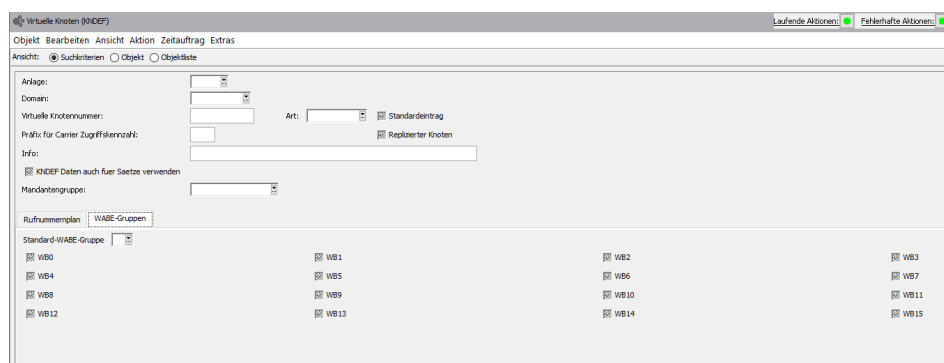 Virtuelle Knoten (KNDEF) Laufende Aktionen: Fehlerhafte Aktionen:
Objekt Bearbeiten Ansicht Aktion Zeitauftrag Extras
Ansicht: Suchkriterien Objekt Objektliste
Anlage:
Domain:
Virtuelle Knotennummer: Art: Standardeintrag
Präfix für Carrier Zugriffskennzahl: Replizierter Knoten
Info:
KNDEF Daten auch fuer Saetze verwenden
Mandantengruppe:
Rufnummernplan WABE-Gruppen
Standard-WABE-Gruppe
WB0 WB1 WB2 WB3
WB4 WB5 WB6 WB7
WB8 WB9 WB10 WB11
WB12 WB13 WB14 WB15